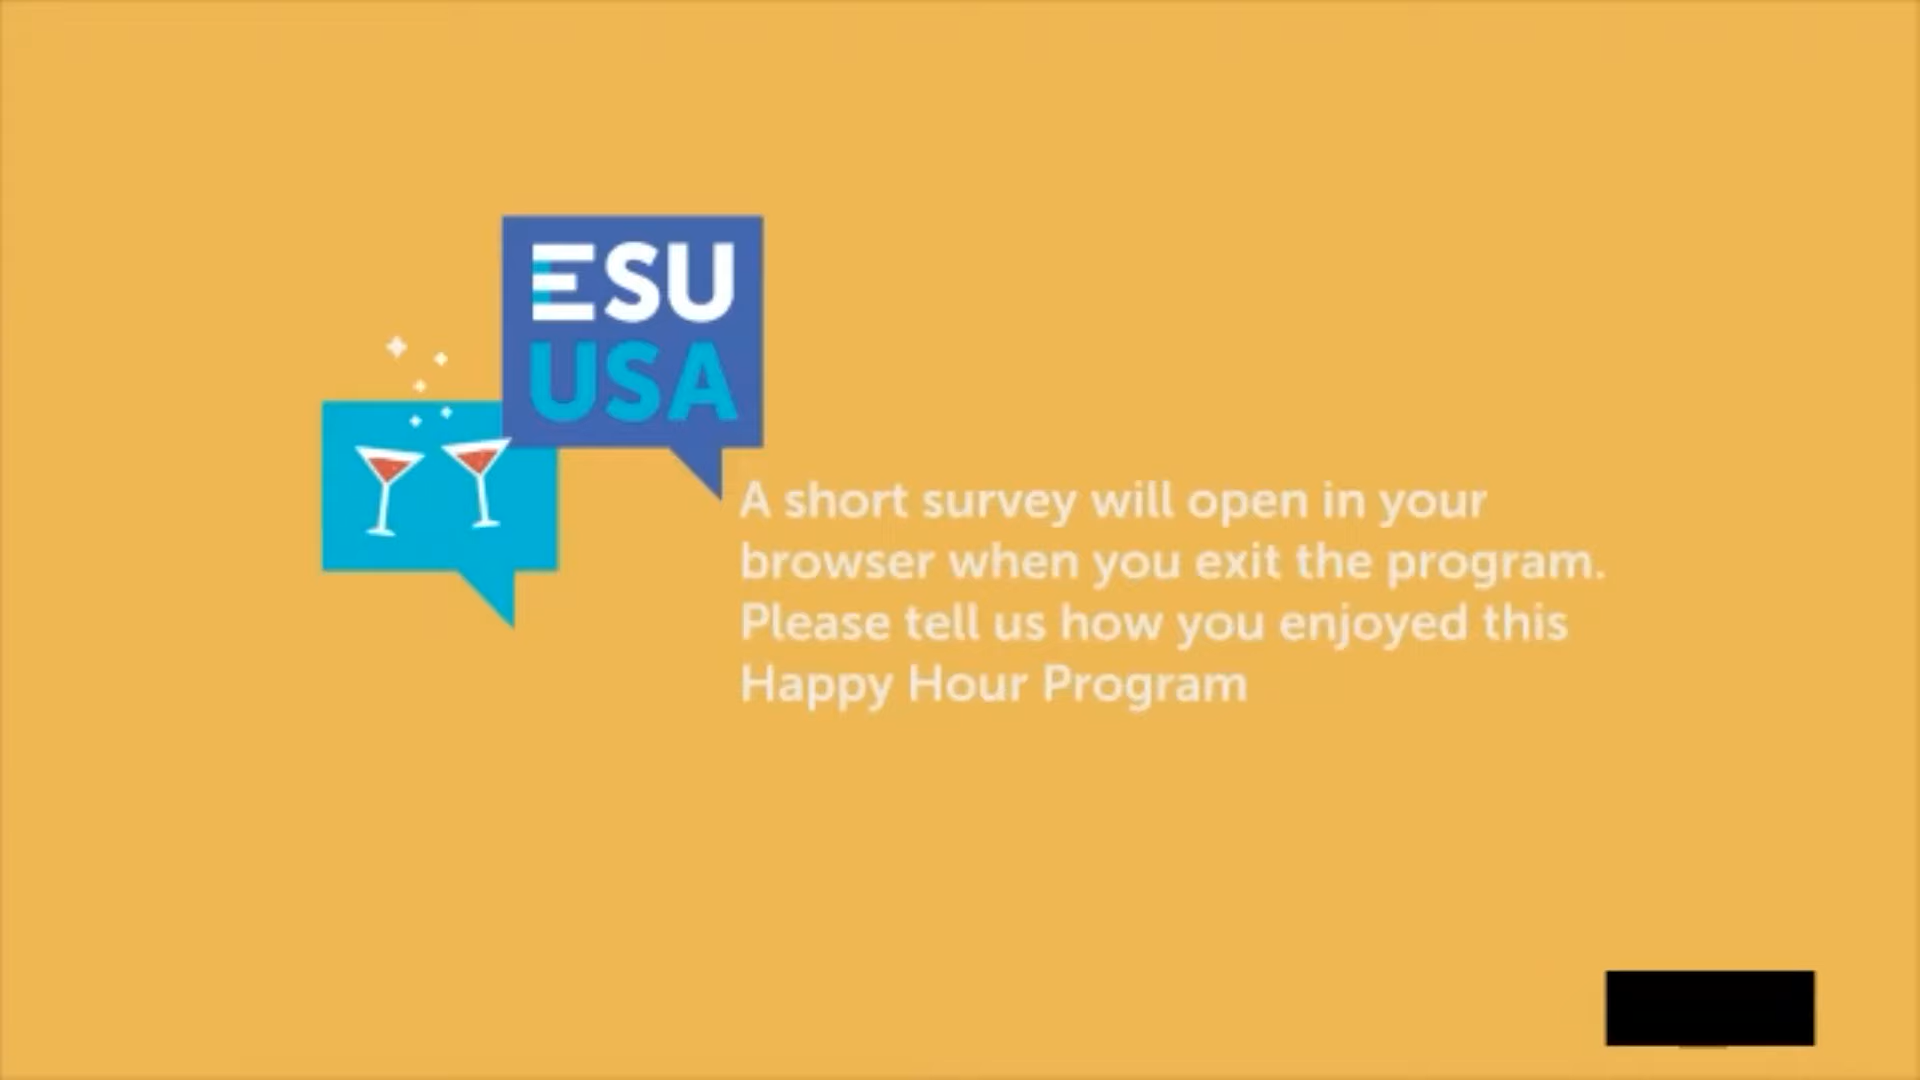 ESU
USA
A short survey will open in your
browser when you exit the program.
Please tell us how you enjoyed this
Happy Hour Program